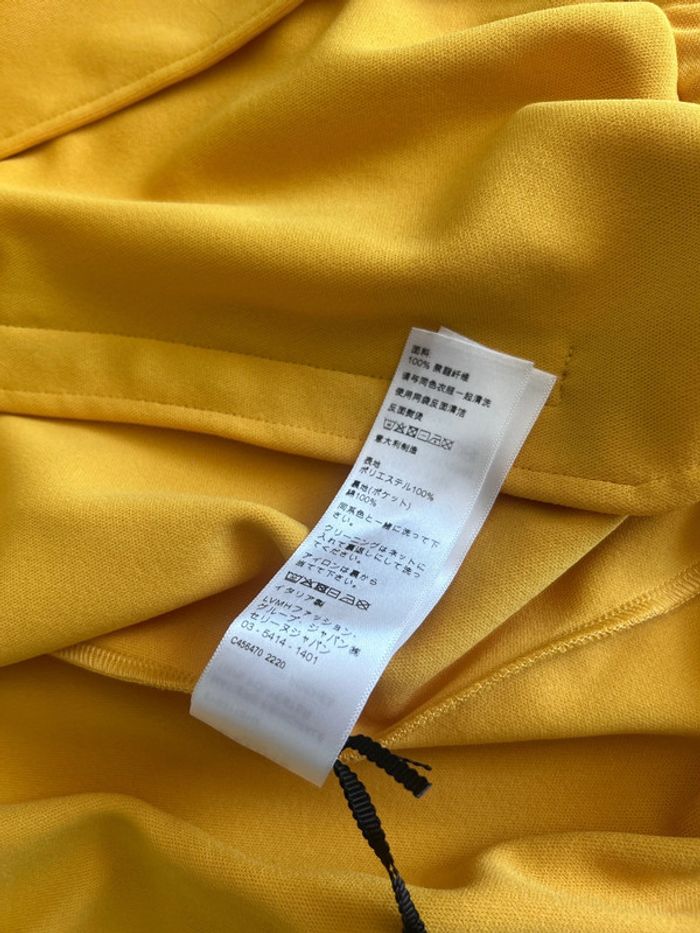 面料
100% 聚酯纤维
请与同色衣服一起清洗
使用网袋反面清洁
反面熨烫
意大利制造
表地
ポリエステル100%
裏地(ポケット)
綿100%
同系色と一緒に洗って下
さい。
クリーニングはネットに
入れて裏返しにして洗っ
てください。
アイロンは裏から
当てて下さい。
イタリア製
LVMHファッション・
グループ・ジャパン㈱
セリーヌジャパン
03 - 5414 - 1401
C456470 2220